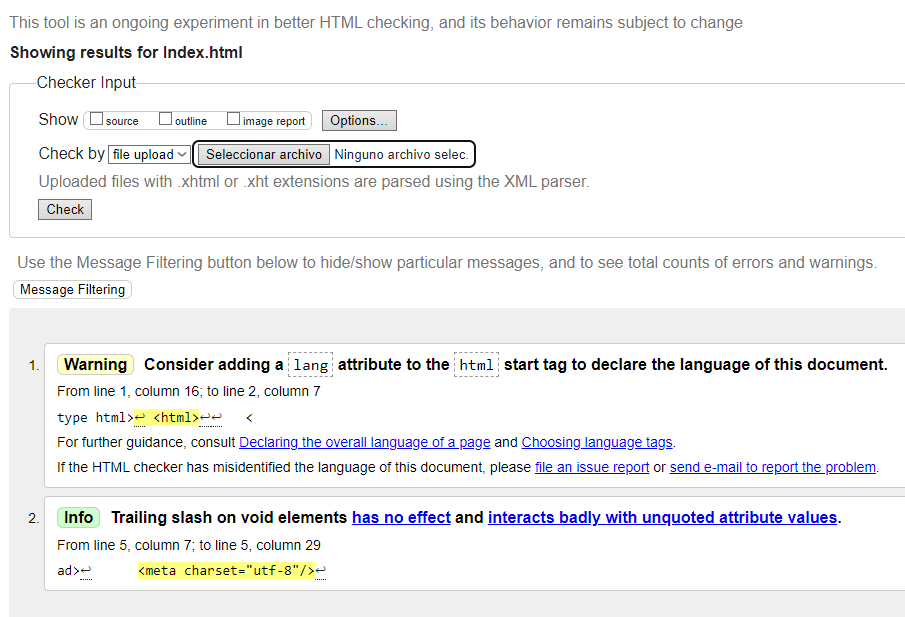 This tool is an ongoing experiment in better HTML checking, and its behavior remains subject to change
Showing results for Index.html
Checker Input
Show source outline image report Options...
Check by file upload Seleccionar archivo Ninguno archivo selec.
Uploaded files with .xhtml or .xht extensions are parsed using the XML parser.
Check
Use the Message Filtering button below to hide/show particular messages, and to see total counts of errors and warnings.
Message Filtering
1. Warning Consider adding a lang attribute to the html start tag to declare the language of this document.
From line 1, column 16; to line 2, column 7
type html>↩ <html>↩↩ <
For further guidance, consult Declaring the overall language of a page and Choosing language tags.
If the HTML checker has misidentified the language of this document, please file an issue report or send e-mail to report the problem.
2. Info Trailing slash on void elements has no effect and interacts badly with unquoted attribute values.
From line 5, column 7; to line 5, column 29
ad>↩ <meta charset="utf-8"/>↩